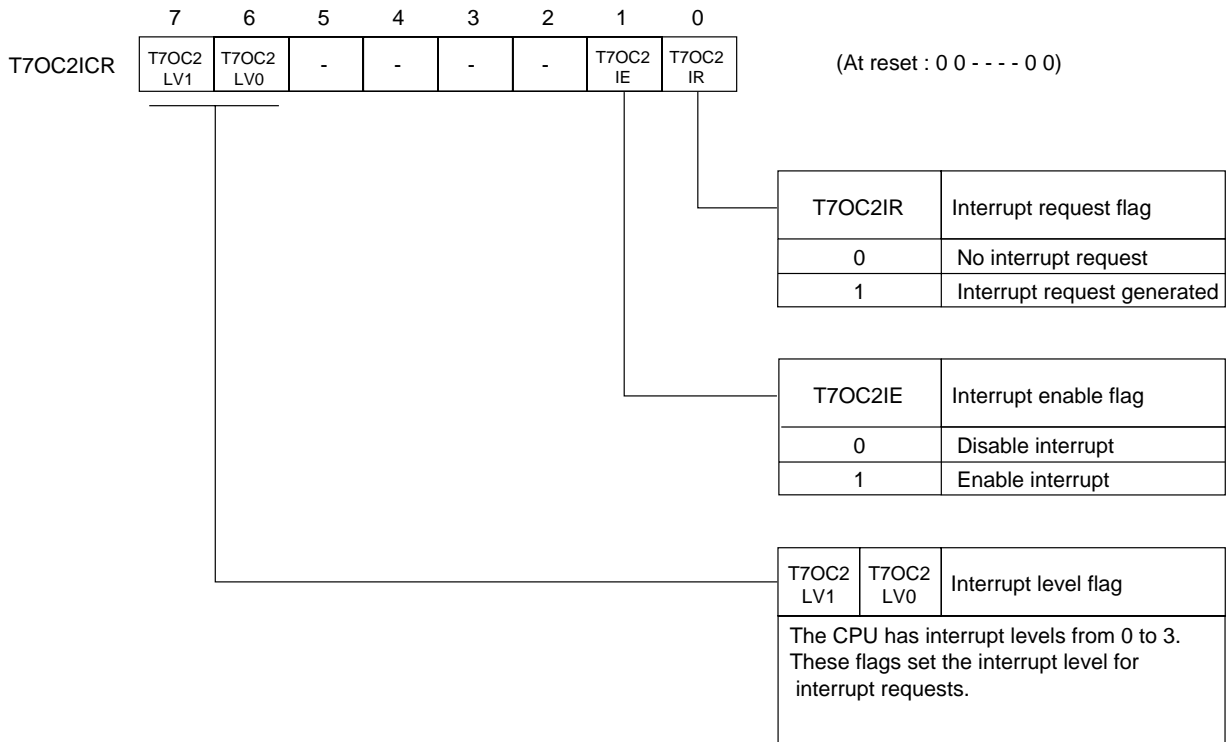 7 6 5 4 3 2 1 0
T7OC2ICR T7OC2 LV1 T7OC2 LV0 - - - - T7OC2 IE T7OC2 IR (At reset : 0 0 - - - - 0 0)
T7OC2IR Interrupt request flag
0 No interrupt request
1 Interrupt request generated
T7OC2IE Interrupt enable flag
0 Disable interrupt
1 Enable interrupt
T7OC2 LV1 T7OC2 LV0 Interrupt level flag
The CPU has interrupt levels from 0 to 3.
These flags set the interrupt level for
interrupt requests.